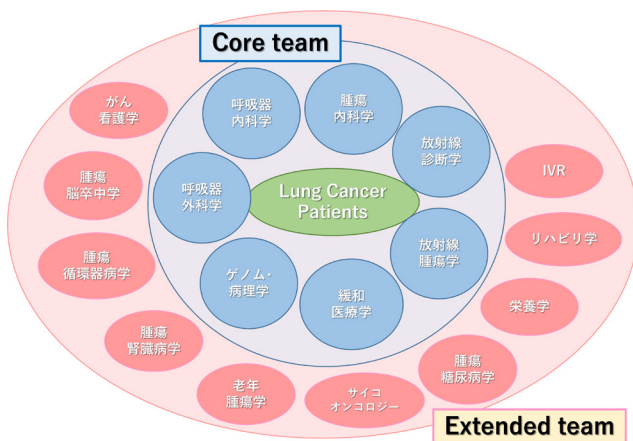 Core team
がん
看護学
呼吸器
内科学
腫瘍
内科学
放射線
診断学
腫瘍
脳卒中学
呼吸器
外科学
Lung Cancer
Patients
IVR
腫瘍
循環器病学
ゲノム・
病理学
緩和
医療学
放射線
腫瘍学
リハビリ学
腫瘍
腎臓病学
栄養学
老年
腫瘍学
サイコ
オンコロジー
腫瘍
糖尿病学
Extended team